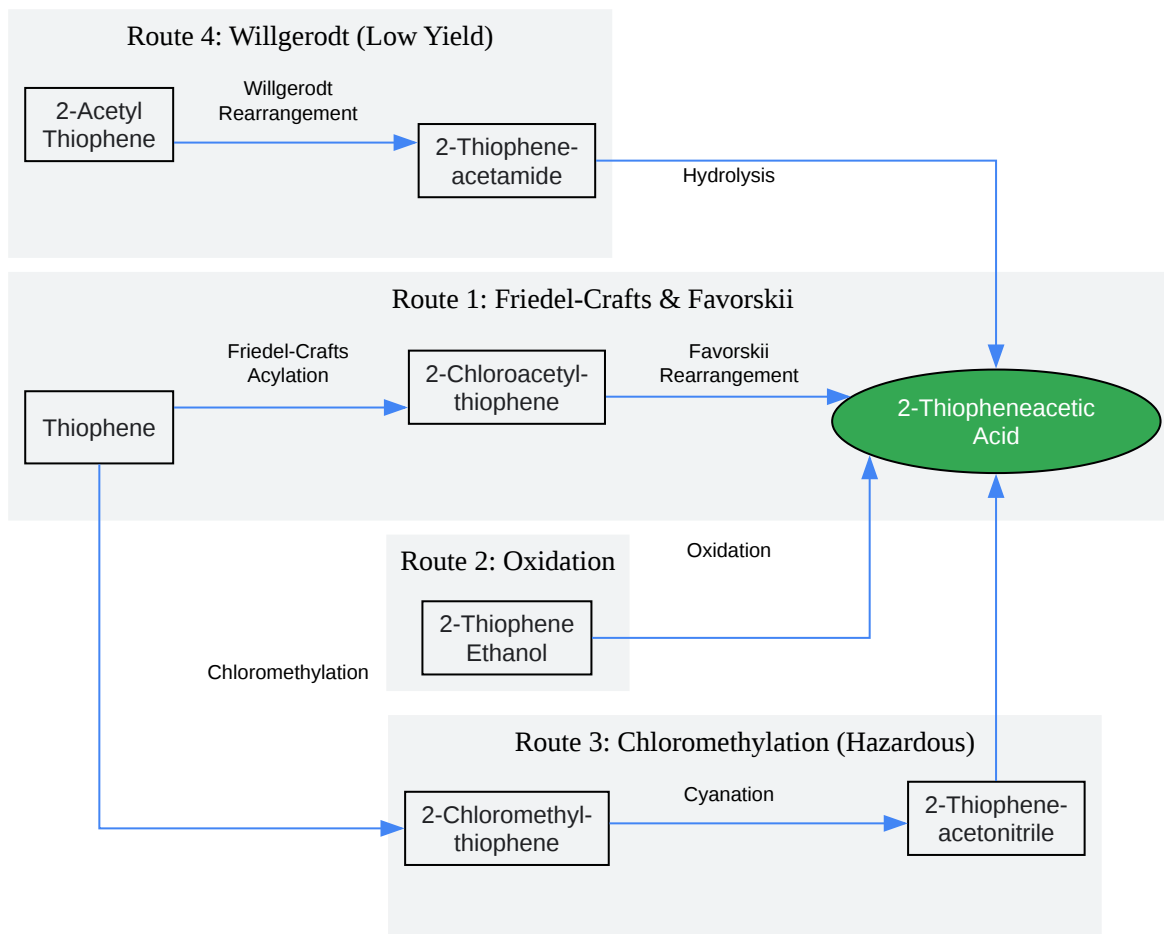 Route 4: Willgerodt (Low Yield)
Willgerodt
Rearrangement
2-Acetyl
Thiophene
2-Thiophene-
acetamide
Hydrolysis
Route 1: Friedel-Crafts & Favorskii
Friedel-Crafts
Acylation
Favorskii
Rearrangement
2-Chloroacetyl-
thiophene
Thiophene
2-Thiopheneacetic
Acid
Route 2: Oxidation
Oxidation
2-Thiophene
Ethanol
Chloromethylation
Route 3: Chloromethylation (Hazardous)
2-Chloromethyl-
thiophene
Cyanation
2-Thiophene-
acetonitrile